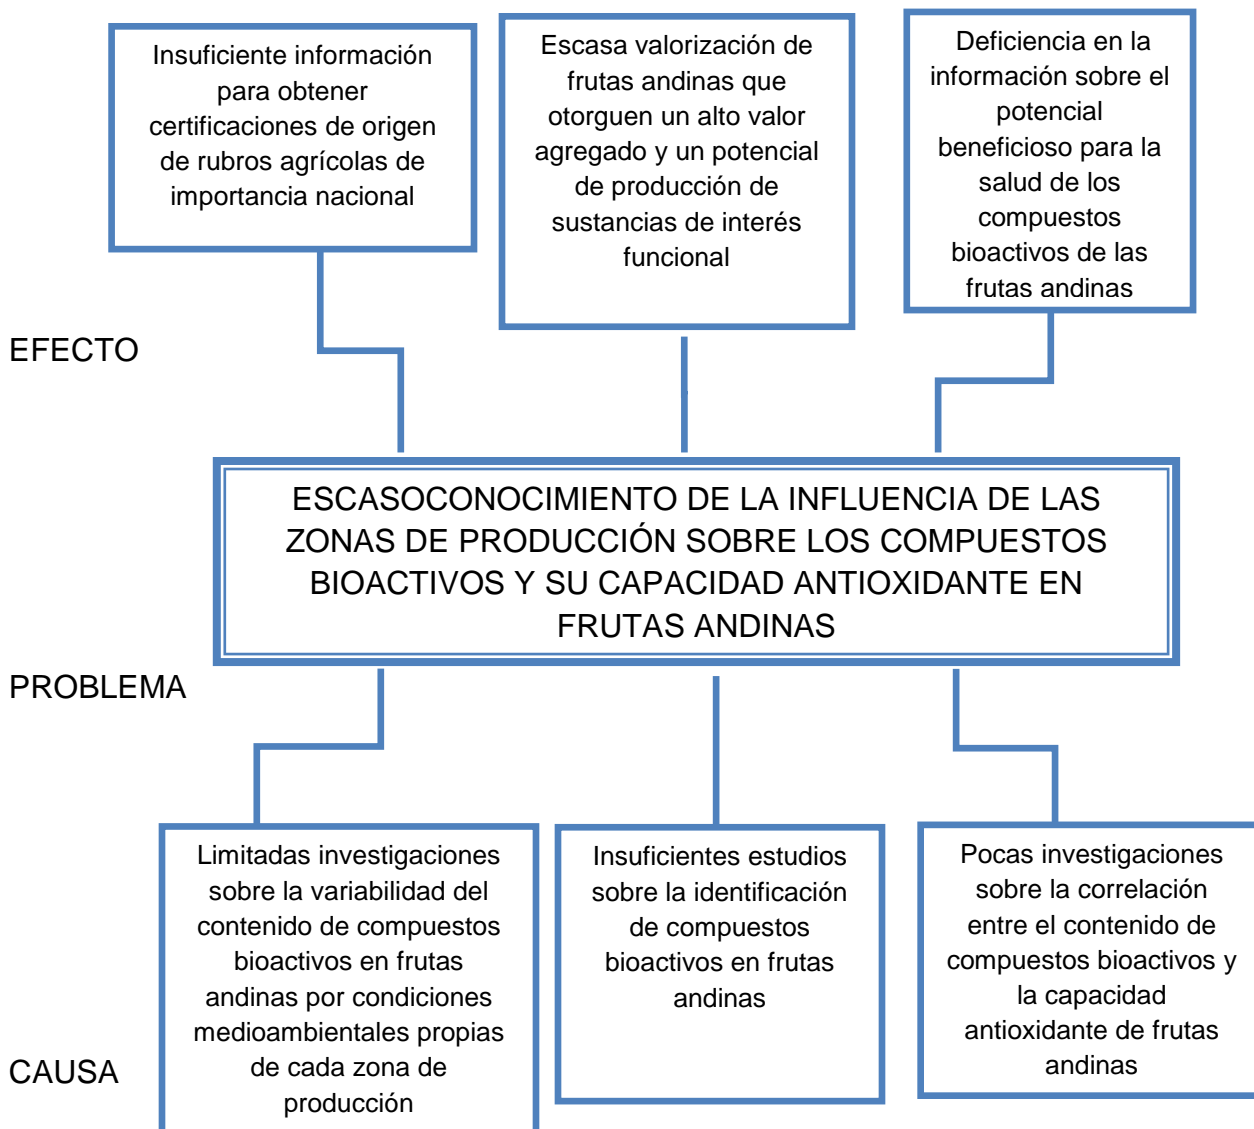 Insuficiente información
para obtener
certificaciones de origen
de rubros agrícolas de
importancia nacional
Escasa valorización de
frutas andinas que
otorguen un alto valor
agregado y un potencial
de producción de
sustancias de interés
funcional
Deficiencia en la
información sobre el
potencial
beneficioso para la
salud de los
compuestos
bioactivos de las
frutas andinas
EFECTO
ESCASOCONOCIMIENTO DE LA INFLUENCIA DE LAS
ZONAS DE PRODUCCIÓN SOBRE LOS COMPUESTOS
BIOACTIVOS Y SU CAPACIDAD ANTIOXIDANTE EN
FRUTAS ANDINAS
PROBLEMA
Limitadas investigaciones
sobre la variabilidad del
contenido de compuestos
bioactivos en frutas
andinas por condiciones
medioambientales propias
de cada zona de
producción
Insuficientes estudios
sobre la identificación
de compuestos
bioactivos en frutas
andinas
Pocas investigaciones
sobre la correlación
entre el contenido de
compuestos bioactivos y
la capacidad
antioxidante de frutas
andinas
CAUSA